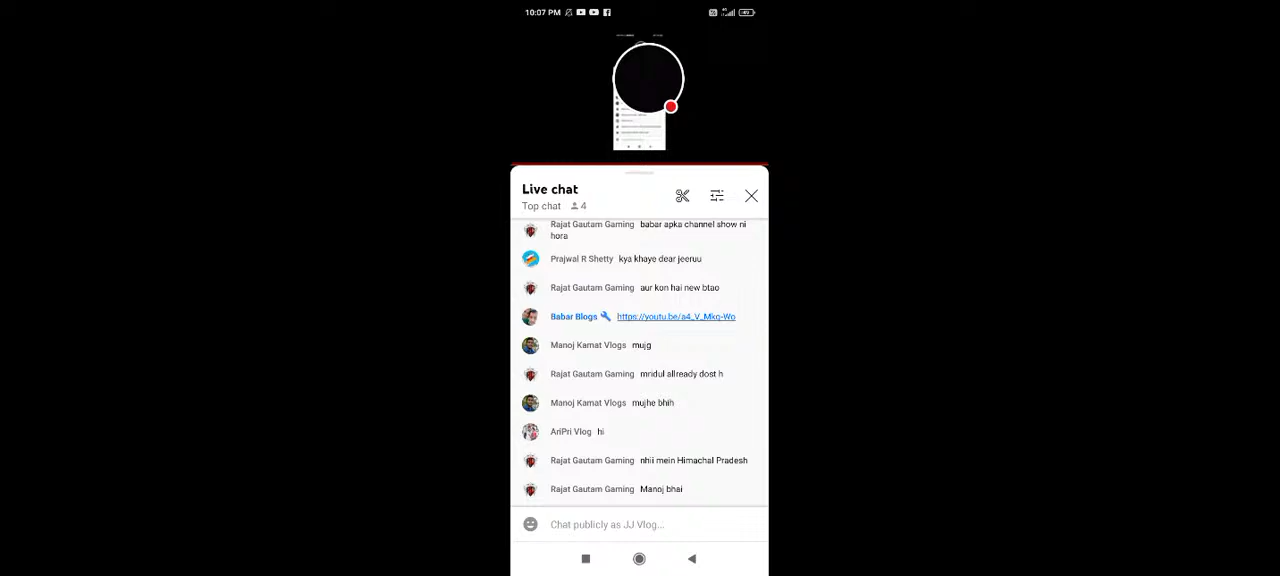 10:07 PM
Live chat
Top chat 4
Rajat Gautam Gaming babar apka channel show ni
hora
Prajwal R Shetty kya khaye dear jeeruu
Rajat Gautam Gaming aur kon hai new btao
Babar Blogs https://youtu.be/a4_V_Mkq-Wo
Manoj Kamat Vlogs mujg
Rajat Gautam Gaming mridul allready dost h
Manoj Kamat Vlogs mujhe bhih
AriPri Vlog hi
Rajat Gautam Gaming nhii mein Himachal Pradesh
Rajat Gautam Gaming Manoj bhai
Chat publicly as JJ Vlog...